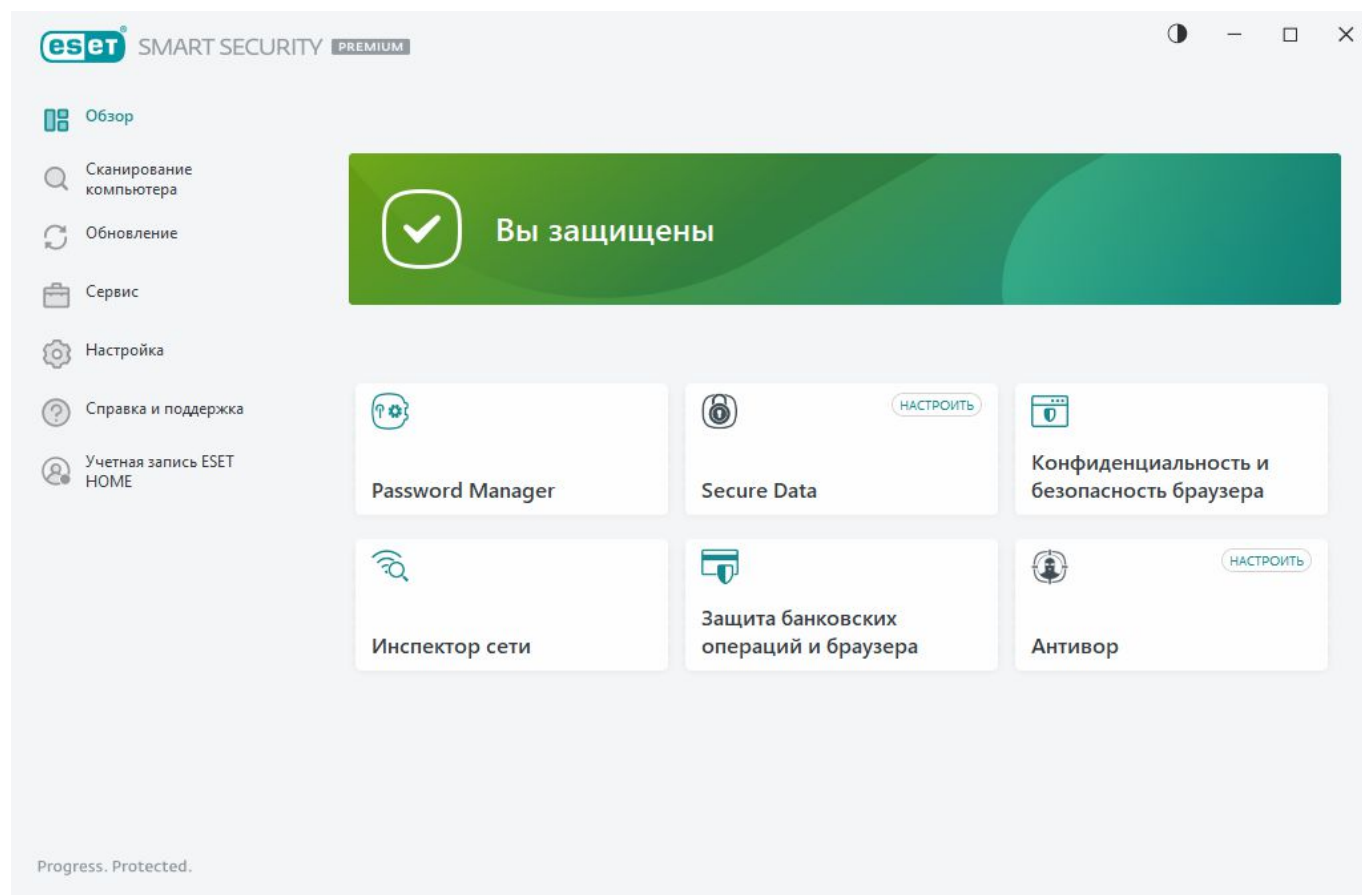 eset® SMART SECURITY PREMIUM
Обзор
Сканирование
компьютера
Обновление
Сервис
Настройка
Справка и поддержка
Учетная запись ESET
HOME
Вы защищены
Password Manager
НАСТРОИТЬ
Secure Data
Конфиденциальность и
безопасность браузера
Инспектор сети
Защита банковских
операций и браузера
НАСТРОИТЬ
Антивор
Progress. Protected.